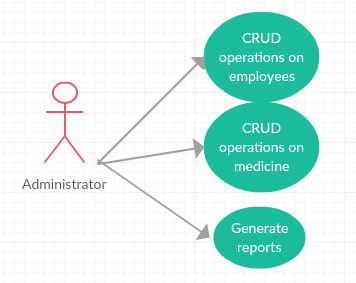 CRUD
operations on
employees
CRUD
operations on
medicine
Administrator
Generate
reports